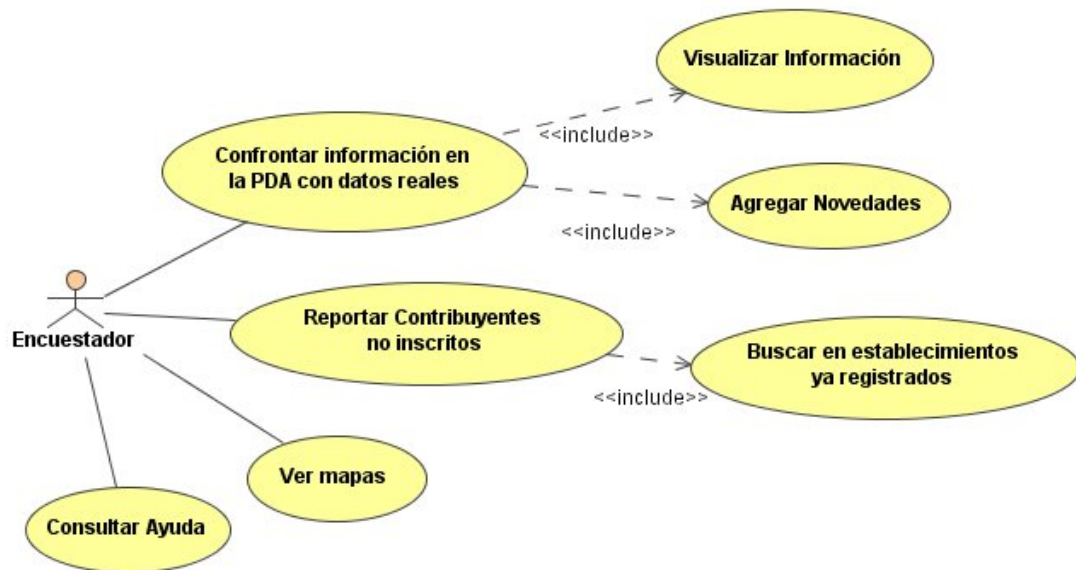 Visualizar Información
<<include>>
Confrontar información en
la PDA con datos reales
Agregar Novedades
<<include>>
Encuestador
Reportar Contribuyentes
no inscritos
Buscar en establecimientos
ya registrados
<<include>>
Ver mapas
Consultar Ayuda